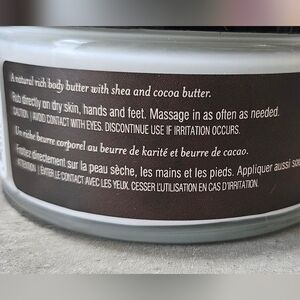 A natural rich body butter with shea and cocoa butter.
Rub directly on dry skin, hands and feet. Massage in as often as needed.
CAUTION | AVOID CONTACT WITH EYES. DISCONTINUE USE IF IRRITATION OCCURS.
Un riche beurre corporel au beurre de karité et beurre de cacao.
Frottez directement sur la peau sèche, les mains et les pieds. Appliquer aussi
ATTENTION | ÉVITER LE CONTACT AVEC LES YEUX. CESSER L'UTILISATION EN CAS D'IRRITATION.